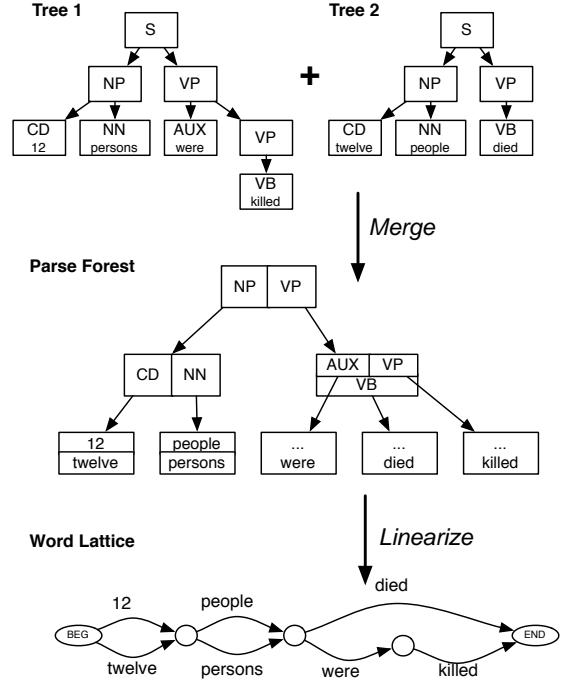 Tree 1
Tree 2
S
S
NP VP
+
NP VP
CD
12
NN
persons
AUX
were
VP
CD
twelve
NN
people
VB
died
VB
killed
Merge
Parse Forest
NP VP
CD NN
AUX VP
VB
12
twelve
people
persons
...
were
...
died
...
killed
Linearize
Word Lattice
died
12
people
BEG
END
twelve
persons
were
killed